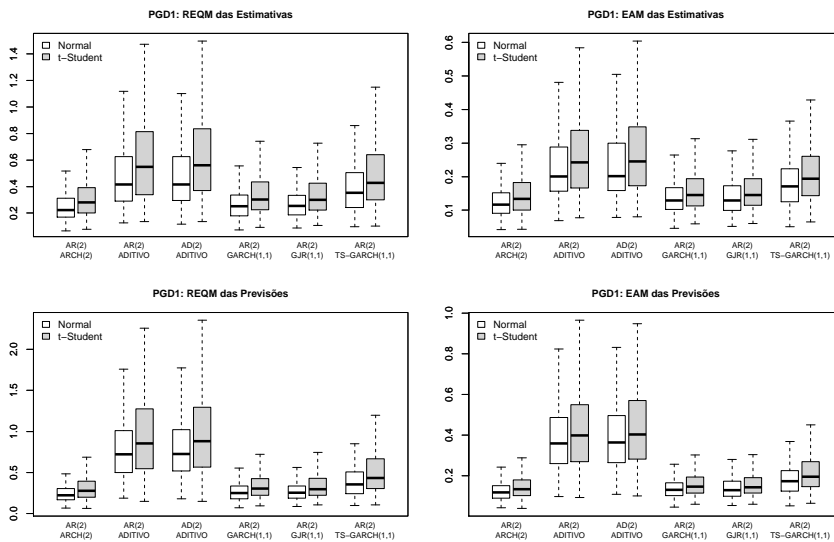 PGD1: REQM das Estimativas
Normal
t−Student
1.4
1.2
1.0
0.8
0.6
0.4
0.2
AR(2) AR(2) AD(2) AR(2) AR(2) AR(2)
ARCH(2) ADITIVO ADITIVO GARCH(1,1) GJR(1,1) TS−GARCH(1,1)
PGD1: EAM das Estimativas
Normal
t−Student
0.6
0.5
0.4
0.3
0.2
0.1
AR(2) AR(2) AD(2) AR(2) AR(2) AR(2)
ARCH(2) ADITIVO ADITIVO GARCH(1,1) GJR(1,1) TS−GARCH(1,1)
PGD1: REQM das Previsões
Normal
t−Student
2.0
1.5
1.0
0.5
0.0
AR(2) AR(2) AD(2) AR(2) AR(2) AR(2)
ARCH(2) ADITIVO ADITIVO GARCH(1,1) GJR(1,1) TS−GARCH(1,1)
PGD1: EAM das Previsões
Normal
t−Student
1.0
0.8
0.6
0.4
0.2
AR(2) AR(2) AD(2) AR(2) AR(2) AR(2)
ARCH(2) ADITIVO ADITIVO GARCH(1,1) GJR(1,1) TS−GARCH(1,1)